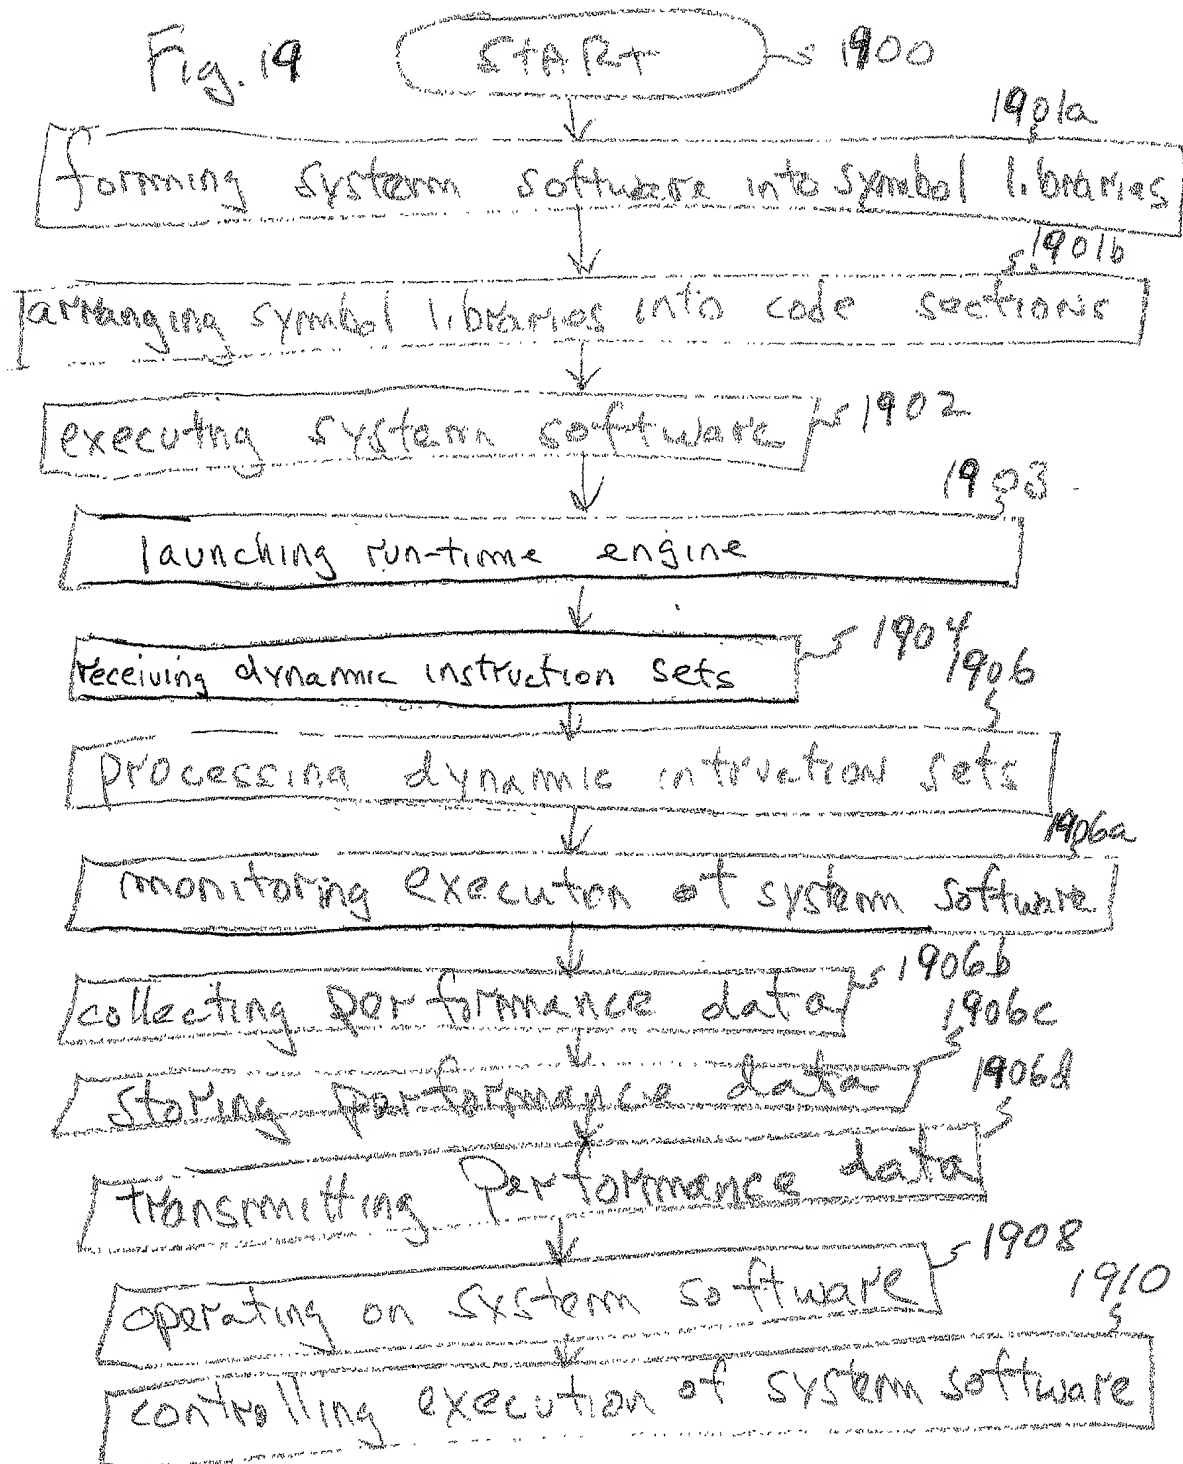 Fig. 19 START 1900
1901a
forming system software into symbol libraries
1901b
arranging symbol libraries into code sections
executng system software 1902
1903
launching run-time engine
receiving dynamic instruction sets 1904
1906
processing dynamic intruction sets
1906a
monitoring execution of system software
collecting performance data 1906b
1906c
storing performance data
1906d
transmitting performance data
1908
operating on system software
1910
controlling execution of system software